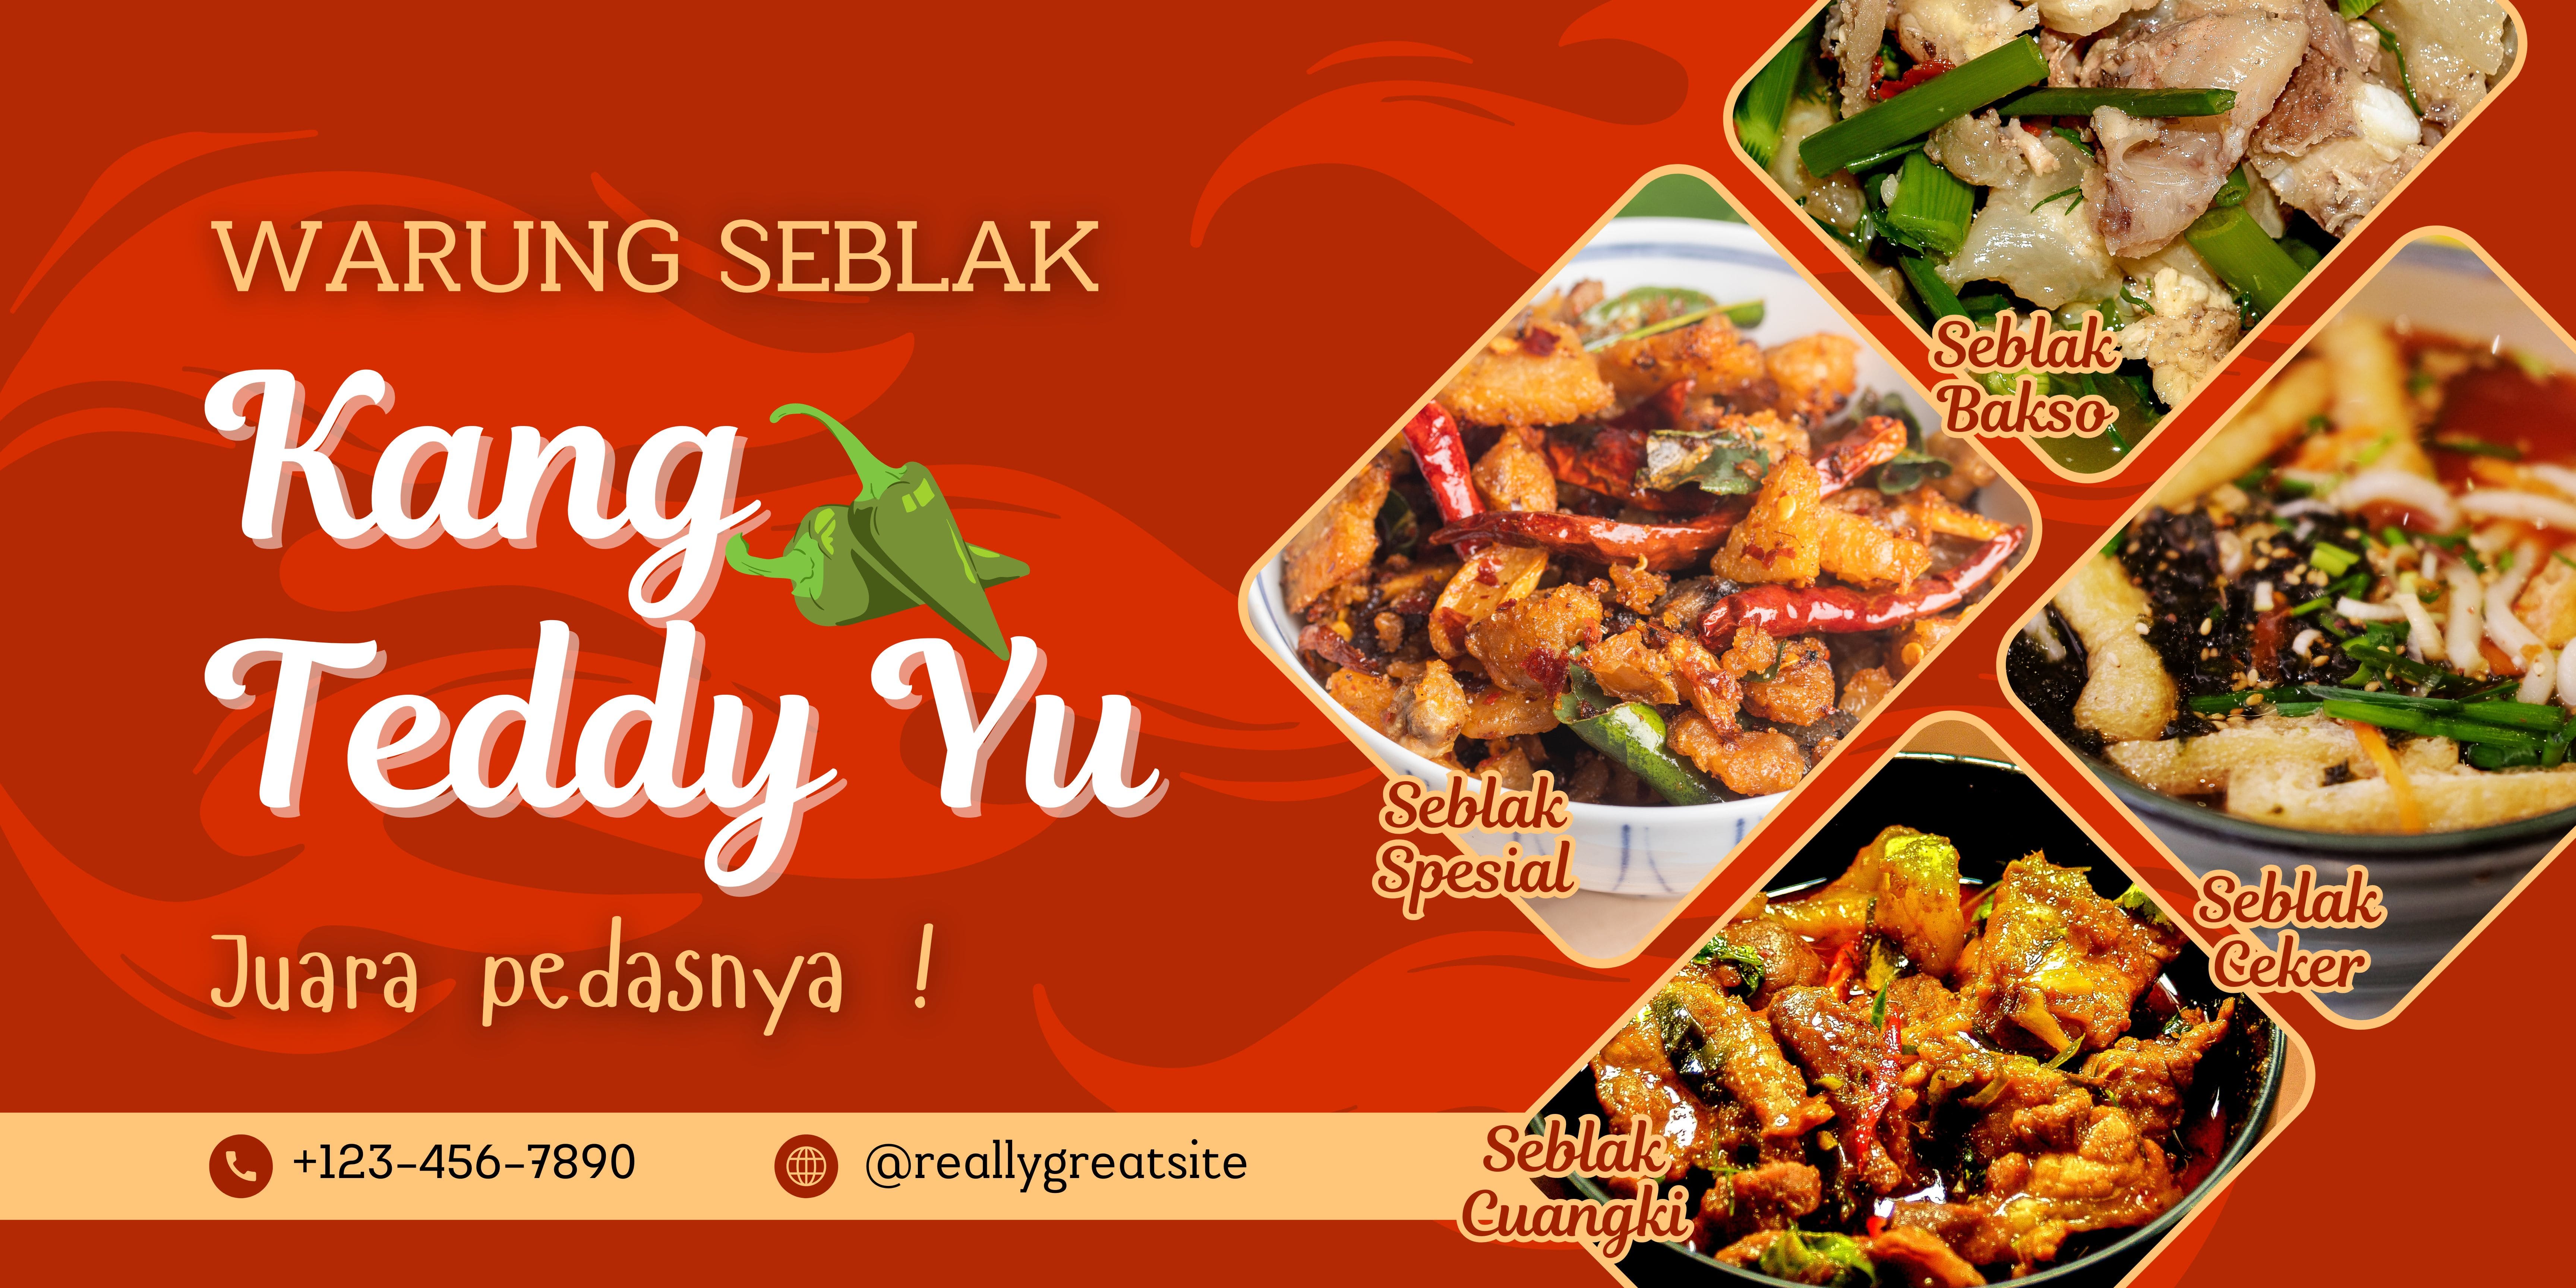 WARUNG SEBLAK
Kang
Teddy Yu
Juara pedasnya !
+123-456-7890
@reallygreatsite
Seblak
Bakso
Seblak
Spesial
Seblak
Ceker
Seblak
Cuangki